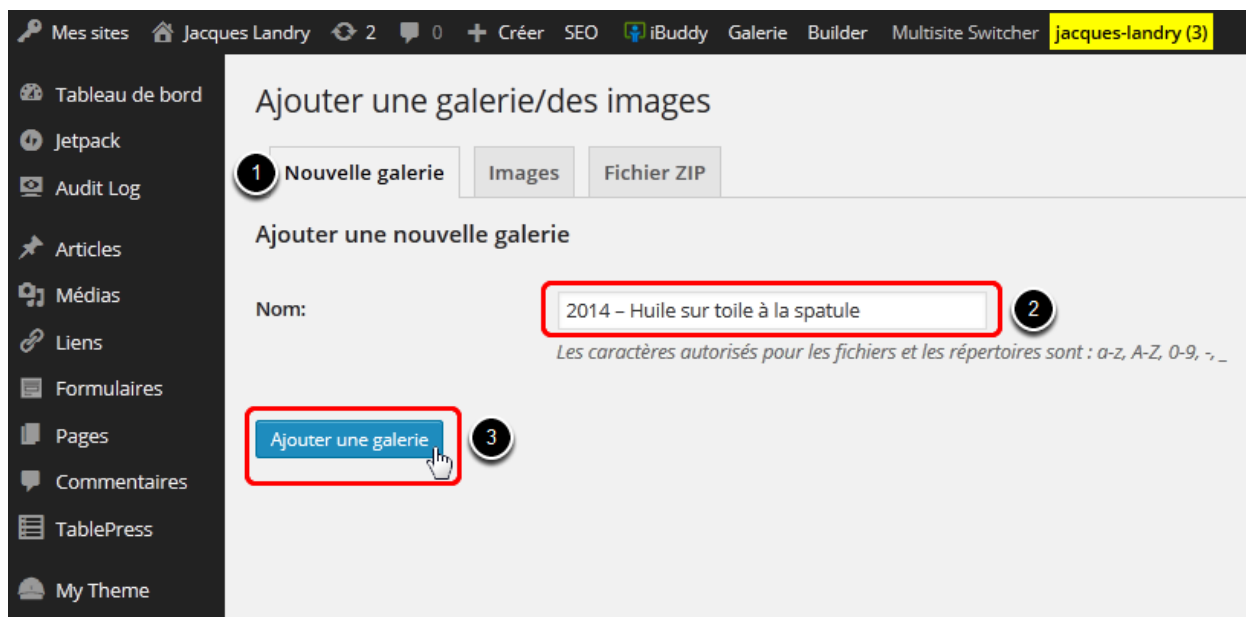 Mes sites Jacques Landry 2 0 Créer SEO iBuddy Galerie Builder Multisite Switcher jacques-landry (3)
Tableau de bord
Jetpack
Audit Log
Articles
Médias
Liens
Formulaires
Pages
Commentaires
TablePress
My Theme
Ajouter une galerie/des images
1 Nouvelle galerie Images Fichier ZIP
Ajouter une nouvelle galerie
Nom: 2014 – Huile sur toile à la spatule 2
Les caractères autorisés pour les fichiers et les répertoires sont : a-z, A-Z, 0-9, -, _
Ajouter une galerie 3